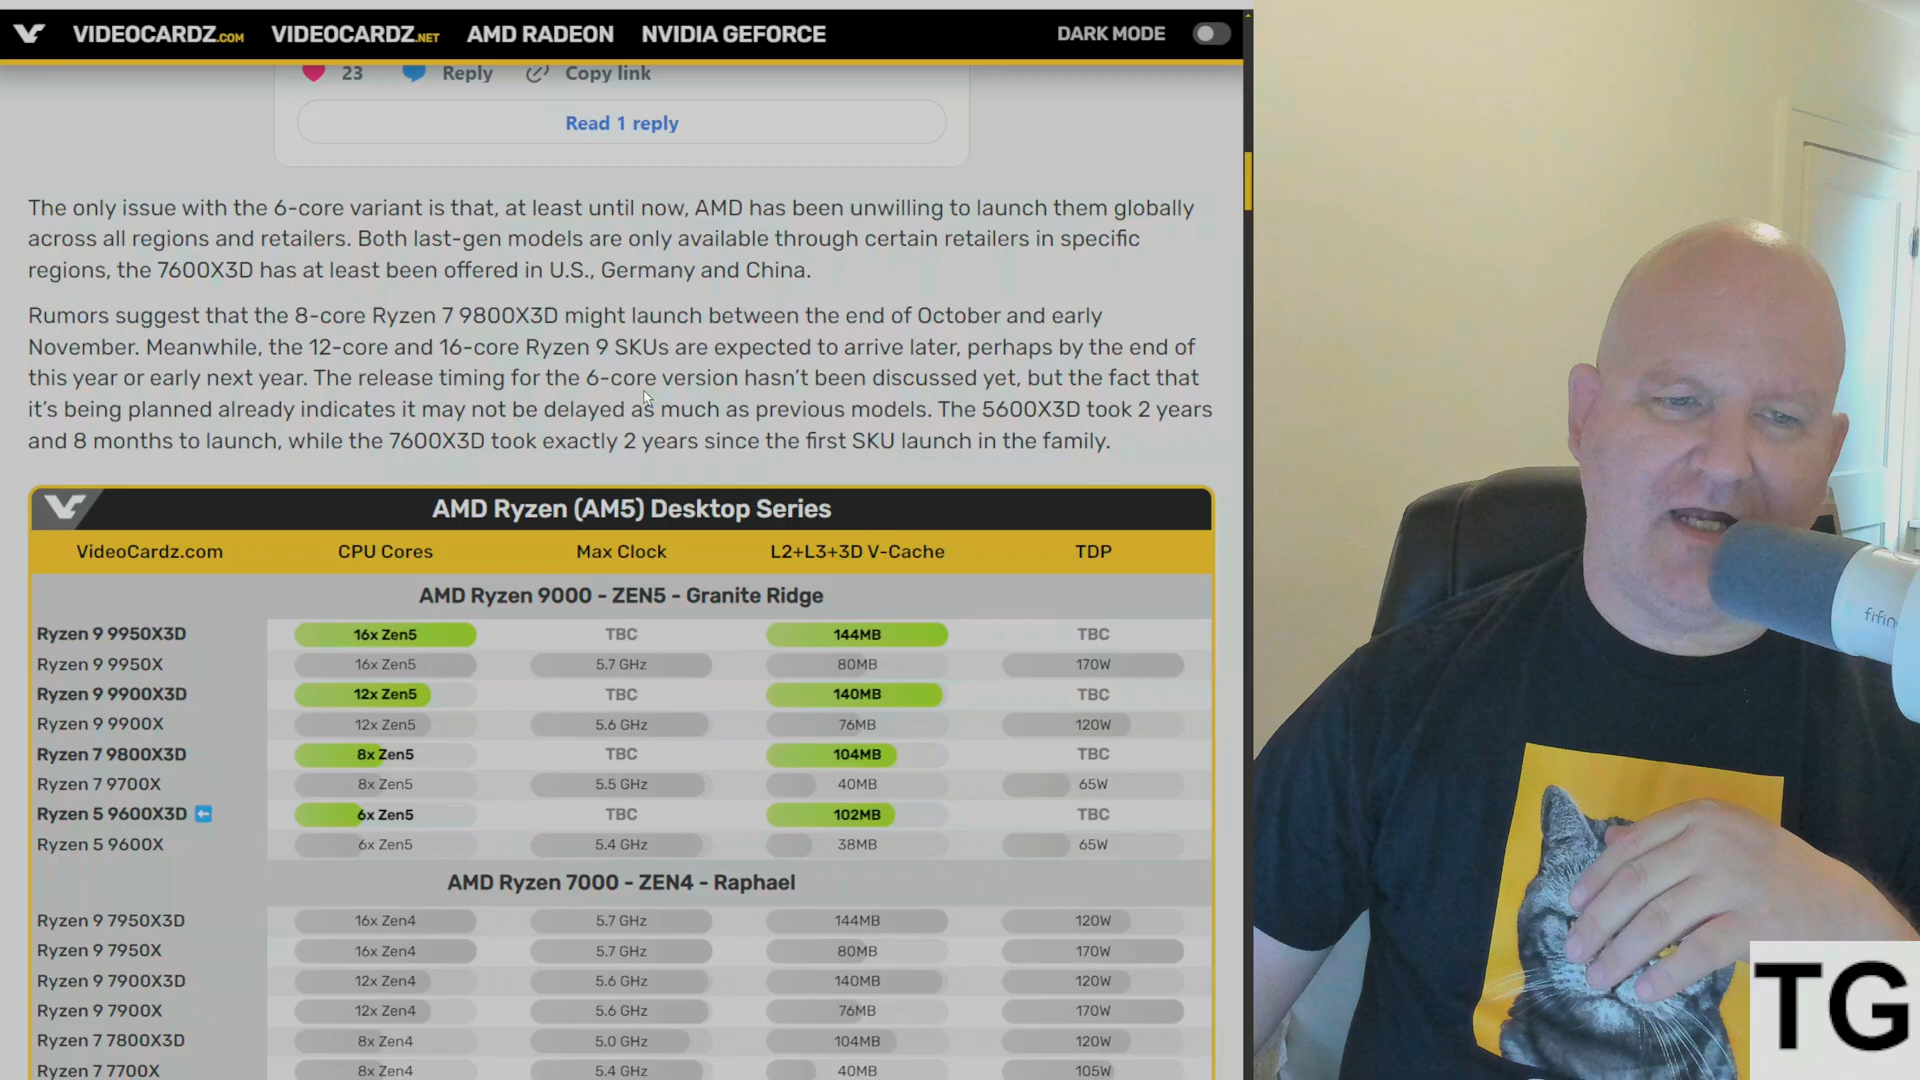 VIDEOCARDZ.COM VIDEOCARDZ.NET AMD RADEON NVIDIA GEFORCE DARK MODE
23 Reply Copy link
Read 1 reply
The only issue with the 6-core variant is that, at least until now, AMD has been unwilling to launch them globally
across all regions and retailers. Both last-gen models are only available through certain retailers in specific
regions, the 7600X3D has at least been offered in U.S., Germany and China.
Rumors suggest that the 8-core Ryzen 7 9800X3D might launch between the end of October and early
November. Meanwhile, the 12-core and 16-core Ryzen 9 SKUs are expected to arrive later, perhaps by the end of
this year or early next year. The release timing for the 6-core version hasn't been discussed yet, but the fact that
it's being planned already indicates it may not be delayed as much as previous models. The 5600X3D took 2 years
and 8 months to launch, while the 7600X3D took exactly 2 years since the first SKU launch in the family.
AMD Ryzen (AM5) Desktop Series
VideoCardz.com CPU Cores Max Clock L2+L3+3D V-Cache TDP
AMD Ryzen 9000 - ZEN5 - Granite Ridge
Ryzen 9 9950X3D 16x Zen5 TBC 144MB TBC
Ryzen 9 9950X 16x Zen5 5.7 GHz 80MB 170W
Ryzen 9 9900X3D 12x Zen5 TBC 140MB TBC
Ryzen 9 9900X 12x Zen5 5.6 GHz 76MB 120W
Ryzen 7 9800X3D 8x Zen5 TBC 104MB TBC
Ryzen 7 9700X 8x Zen5 5.5 GHz 40MB 65W
Ryzen 5 9600X3D 6x Zen5 TBC 102MB TBC
Ryzen 5 9600X 6x Zen5 5.4 GHz 38MB 65W
AMD Ryzen 7000 - ZEN4 - Raphael
Ryzen 9 7950X3D 16x Zen4 5.7 GHz 144MB 120W
Ryzen 9 7950X 16x Zen4 5.7 GHz 80MB 170W
Ryzen 9 7900X3D 12x Zen4 5.6 GHz 140MB 120W
Ryzen 9 7900X 12x Zen4 5.6 GHz 76MB 170W
Ryzen 7 7800X3D 8x Zen4 5.0 GHz 104MB 120W
Ryzen 7 7700X 8x Zen4 5.4 GHz 40MB 105W
TG